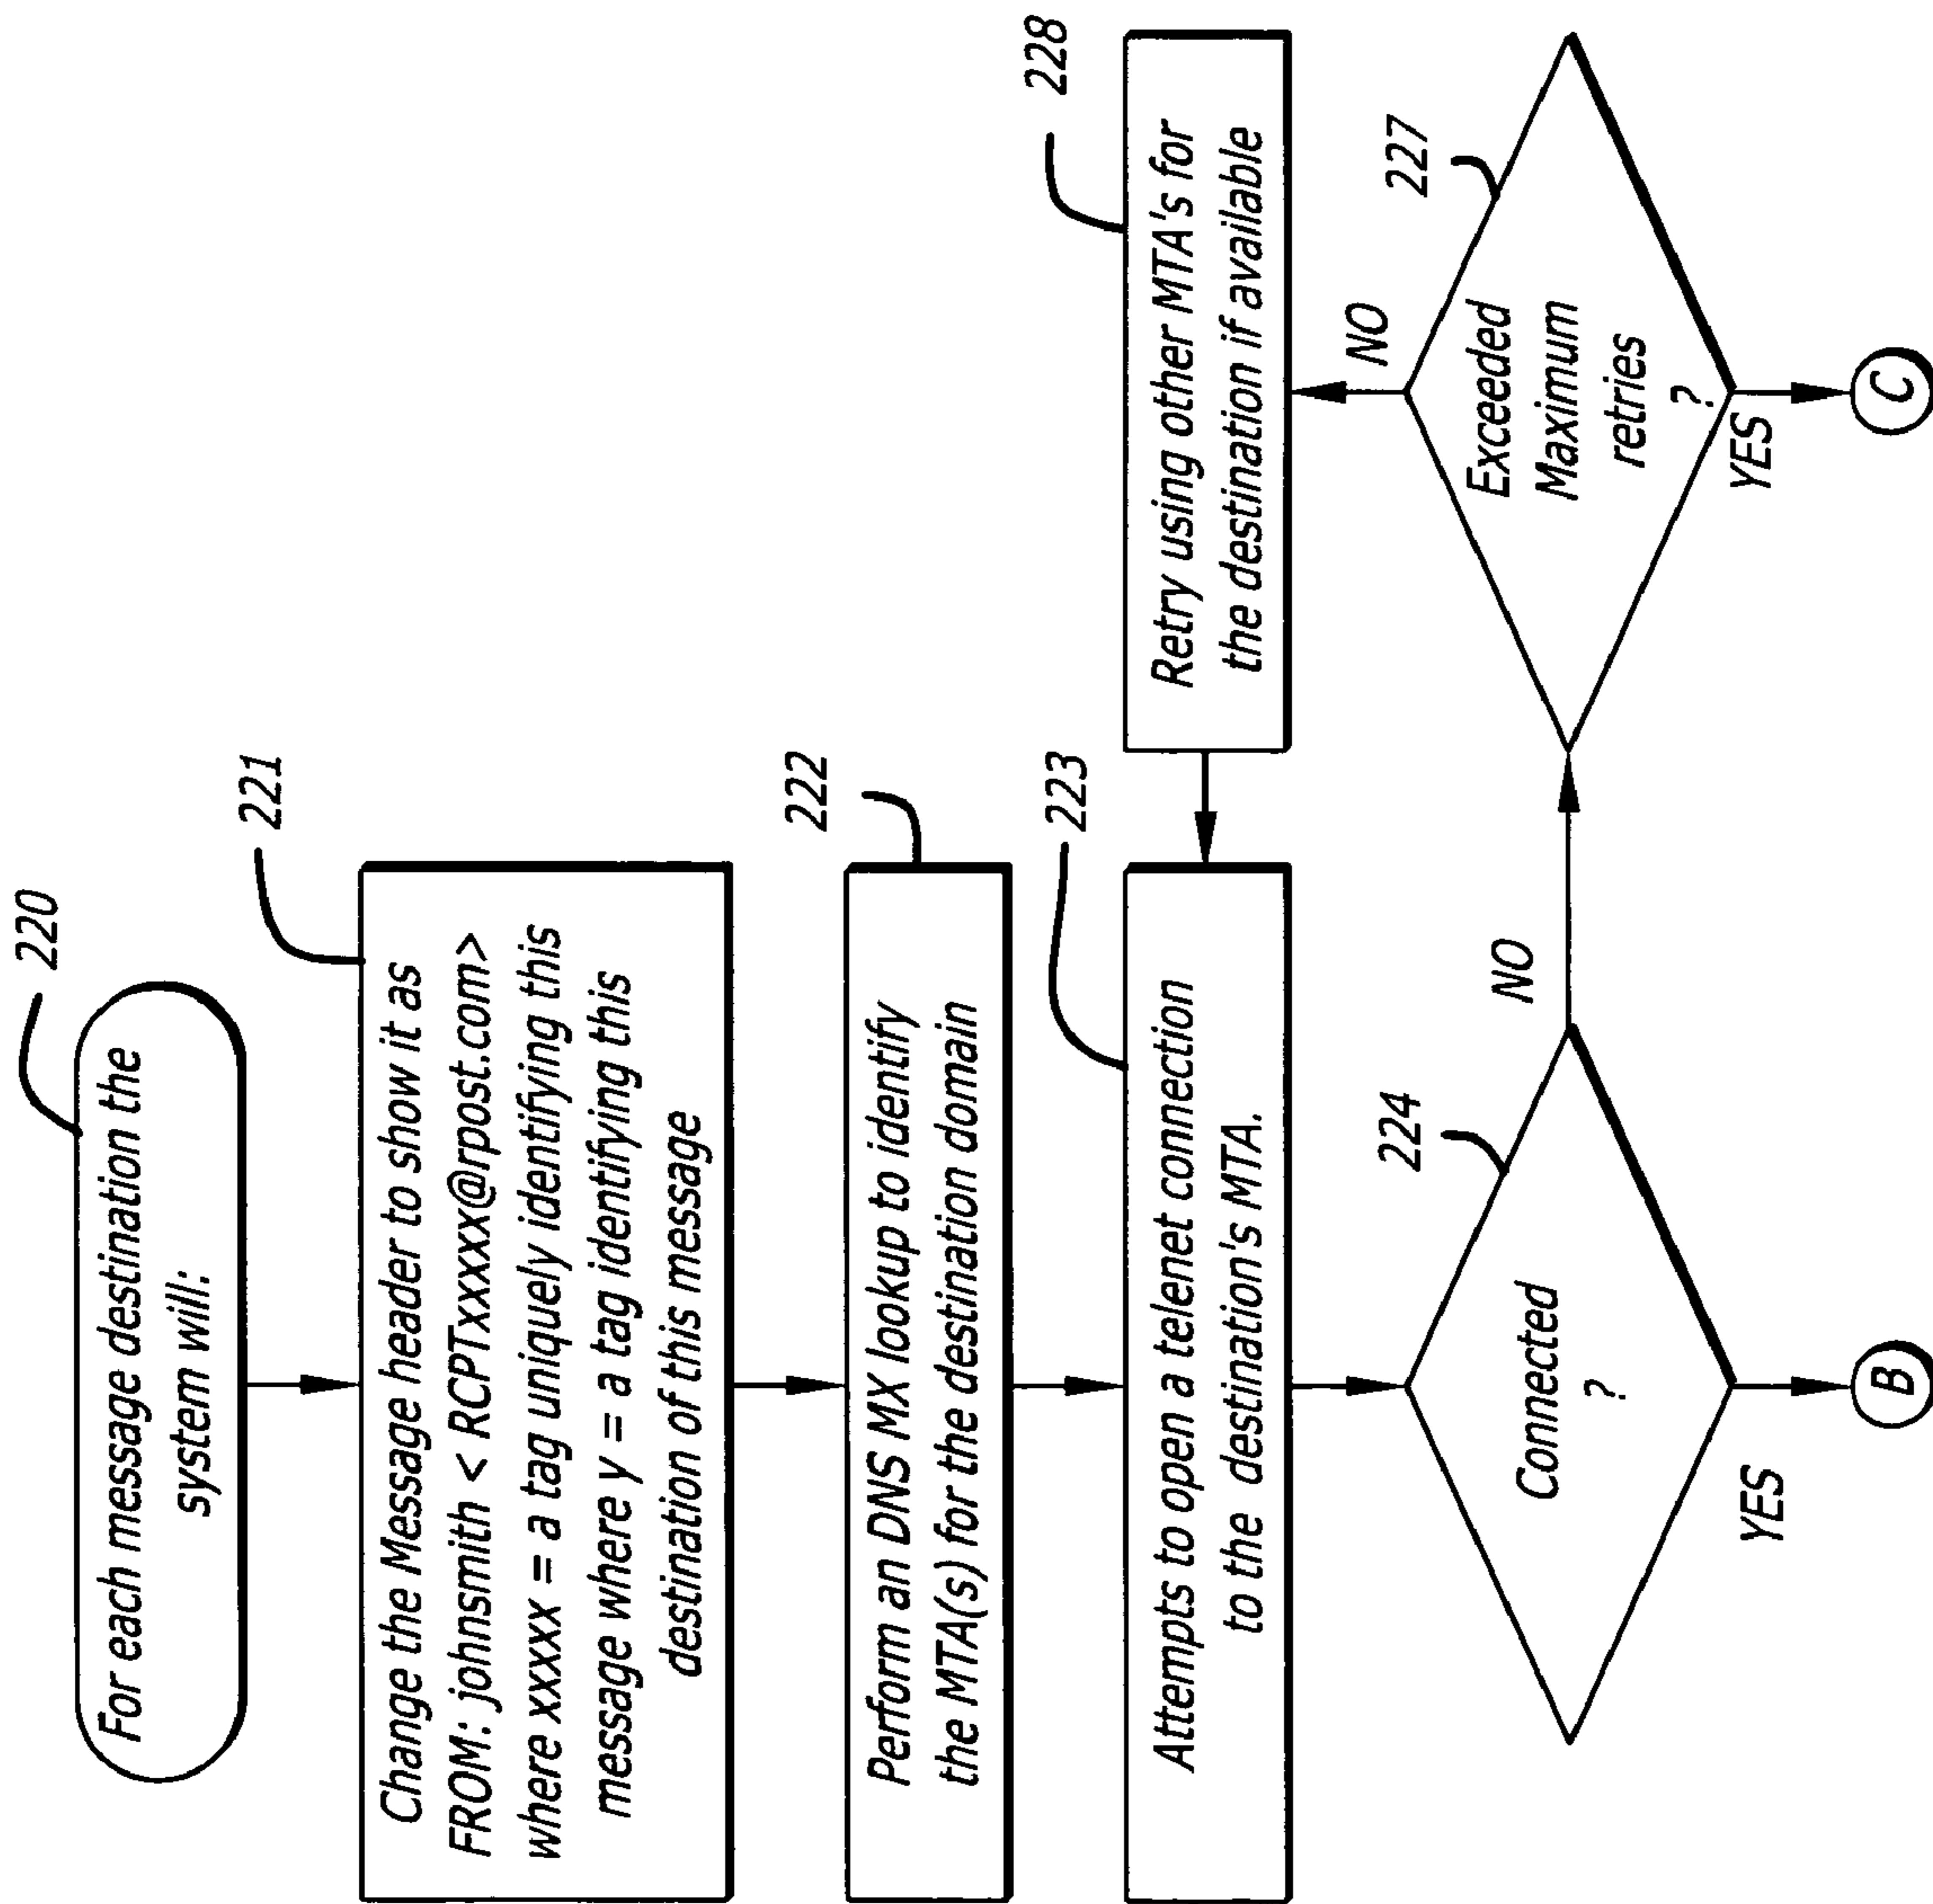 220
For each message destination the
system will:
221
Change the Message header to show it as
FROM: johnsmith < RCPTxxxxx@rpost.com>
where xxxx = a tag uniquely identifying this
message where y = a tag identifying this
destination of this message
222
Perform an DNS MX lookup to identify
the MTA(s) for the destination domain
223
Attempts to open a telenet connection
to the destination's MTA.
228
Retry using other MTA's for
the destination if available
224
Connected
?
NO
YES
B
227
Exceeded
Maximum
retries
?
NO
YES
C